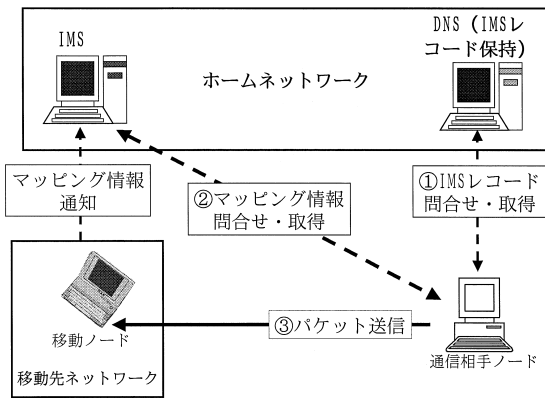 IMS
DNS（IMSレ
コード保持）
ホームネットワーク
マッピング情報
通知
②マッピング情報
問合せ・取得
①IMSレコード
問合せ・取得
移動ノード
③パケット送信
通信相手ノード
移動先ネットワーク